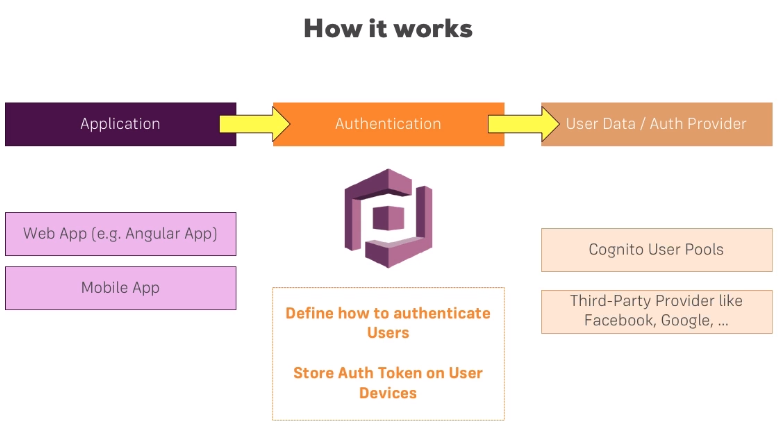 How it works
Application
Authentication
User Data / Auth Provider
Web App (e.g. Angular App)
Mobile App
Define how to authenticate
Users
Store Auth Token on User
Devices
Cognito User Pools
Third-Party Provider like
Facebook, Google, ...